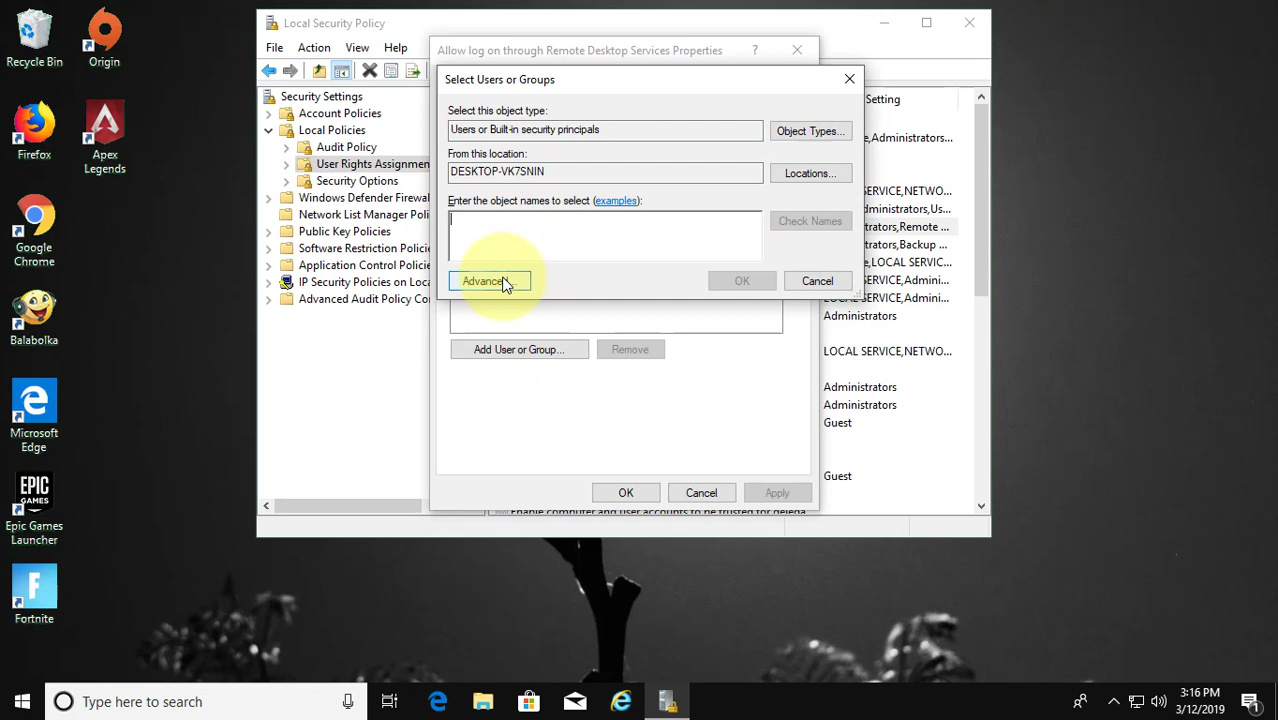 Recycle Bin
Origin
Firefox
Apex
Legends
Google
Chrome
Balabolka
Microsoft
Edge
EPIC
GAMES
Epic Games
Launcher
Fortnite
Local Security Policy
File
Action
View
Help
Security Settings
Account Policies
Local Policies
Audit Policy
User Rights Assignmen
Security Options
Windows Defender Firewa
Network List Manager Poli
Public Key Policies
Software Restriction Policie
Application Control Policie
IP Security Policies on Loca
Advanced Audit Policy Co
Allow log on through Remote Desktop Services Properties
?
Select Users or Groups
Select this object type:
Users or Built-in security principals
Object Types...
From this location:
DESKTOP-VK7SNIN
Locations...
Enter the object names to select (examples):
Check Names
OK
Cancel
Add User or Group...
Remove
OK
Cancel
Apply
Setting
,Administrators,
SERVICE,NETWO...
dministrators,Us...
trators,Remote ...
trators,Backup ...
CE,LOCAL SERVIC...
SERVICE,Admini...
SERVICE,Admini...
Administrators
LOCAL SERVICE,NETWO...
Administrators
Administrators
Guest
Guest
Enable computer and user accounts to be trusted for delega
Type here to search
3:16 PM
3/12/2019
1